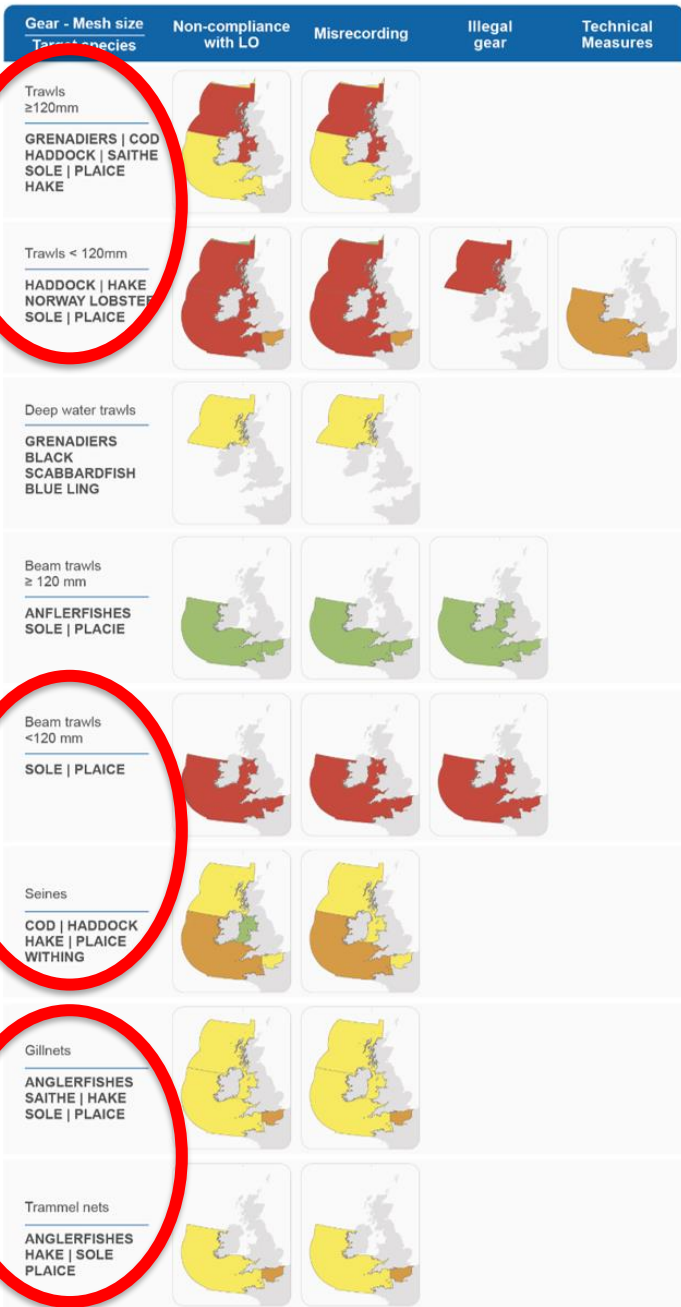 Gear - Mesh size
Target species
Non-compliance
with LO
Misrecording
Illegal
gear
Technical
Measures
Trawls
≥120mm
GRENADIERS | COD
HADDOCK | SAITHE
SOLE | PLAICE
HAKE
Trawls < 120mm
HADDOCK | HAKE
NORWAY LOBSTER
SOLE | PLAICE
Deep water trawls
GRENADIERS
BLACK
SCABBARDFISH
BLUE LING
Beam trawls
≥ 120 mm
ANFLERFISHES
SOLE | PLACIE
Beam trawls
<120 mm
SOLE | PLAICE
Seines
COD | HADDOCK
HAKE | PLAICE
WITHING
Gillnets
ANGLERFISHES
SAITHE | HAKE
SOLE | PLAICE
Trammel nets
ANGLERFISHES
HAKE | SOLE
PLAICE